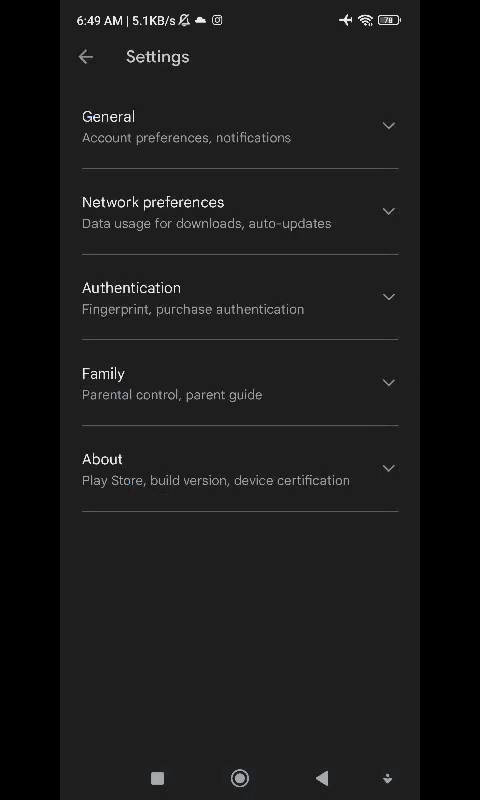 6:49 AM | 5.1KB/s 78
Settings
General
Account preferences, notifications
Network preferences
Data usage for downloads, auto-updates
Authentication
Fingerprint, purchase authentication
Family
Parental control, parent guide
About
Play Store, build version, device certification